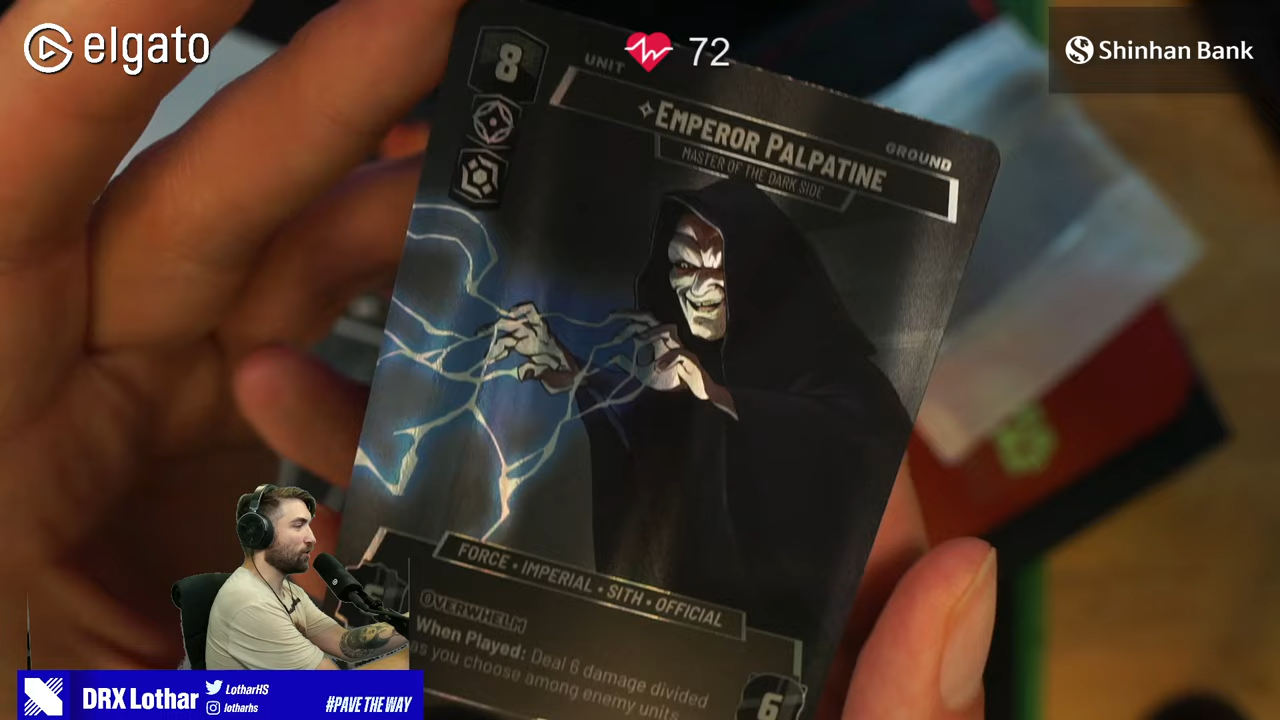 elgato
72
Shinhan Bank
8
UNIT
EMPEROR PALPATINE
GROUND
MASTER OF THE DARK SIDE
FORCE • IMPERIAL • SITH • OFFICIAL
OVERWHELM
When Played: Deal 6 damage divided
as you choose among enemy units.
6
DRX Lothar
LotharHS
lotharhs
#PAVE THE WAY